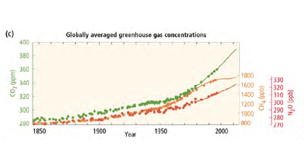 (c)
Globally averaged greenhouse gas concentrations
400
380
360
340
320
300
280
CO₂ (ppm)
1800
1600
1400
1200
1000
800
CH₄ (ppb)
330
320
310
300
290
280
270
N₂O (ppb)
1850 1900 1950 2000
Year